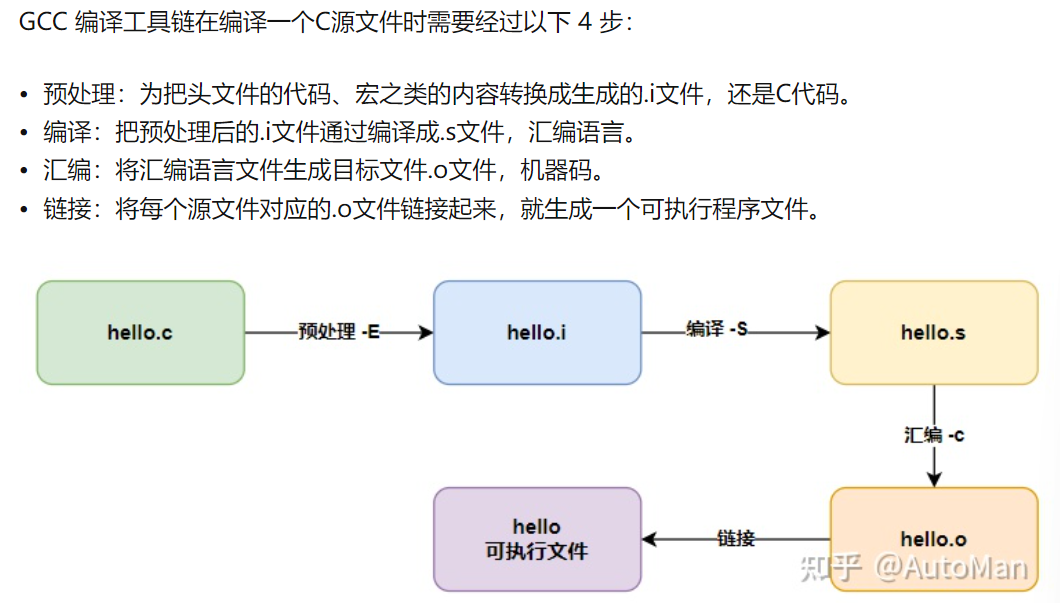 GCC 编译工具链在编译一个C源文件时需要经过以下 4 步：
• 预处理：为把头文件的代码、宏之类的内容转换成生成的.i文件，还是C代码。
• 编译：把预处理后的.i文件通过编译成.s文件，汇编语言。
• 汇编：将汇编语言文件生成目标文件.o文件，机器码。
• 链接：将每个源文件对应的.o文件链接起来，就生成一个可执行程序文件。
hello.c
预处理 -E
hello.i
编译 -S
hello.s
汇编 -c
hello
可执行文件
链接
hello.o
知乎 @AutoMan